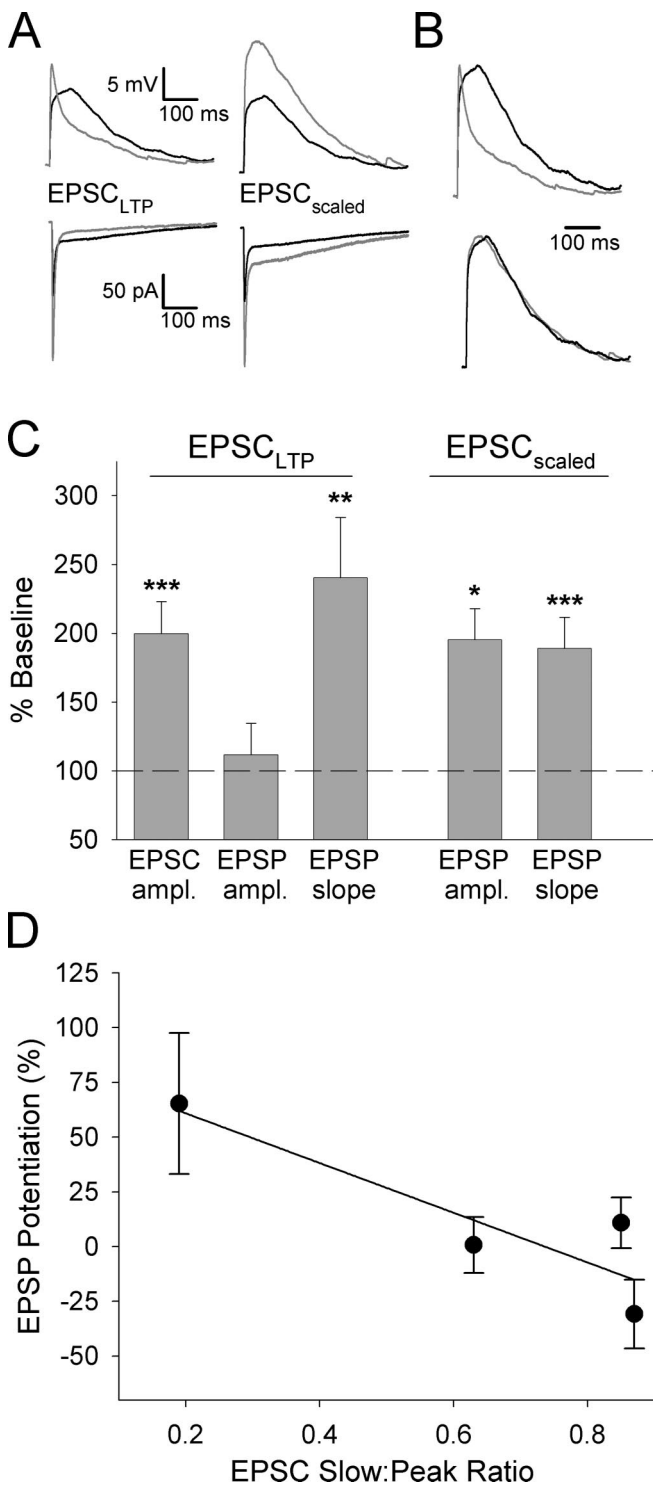 A
B
5 mV
100 ms
EPSC_LTP
EPSC_scaled
50 pA
100 ms
100 ms
C
EPSC_LTP
EPSC_scaled
300
250
200
150
100
50
% Baseline
***
**
*
***
EPSC ampl.
EPSP ampl.
EPSP slope
EPSP ampl.
EPSP slope
D
125
100
75
50
25
0
-25
-50
EPSP Potentiation (%)
0.2
0.4
0.6
0.8
EPSC Slow:Peak Ratio